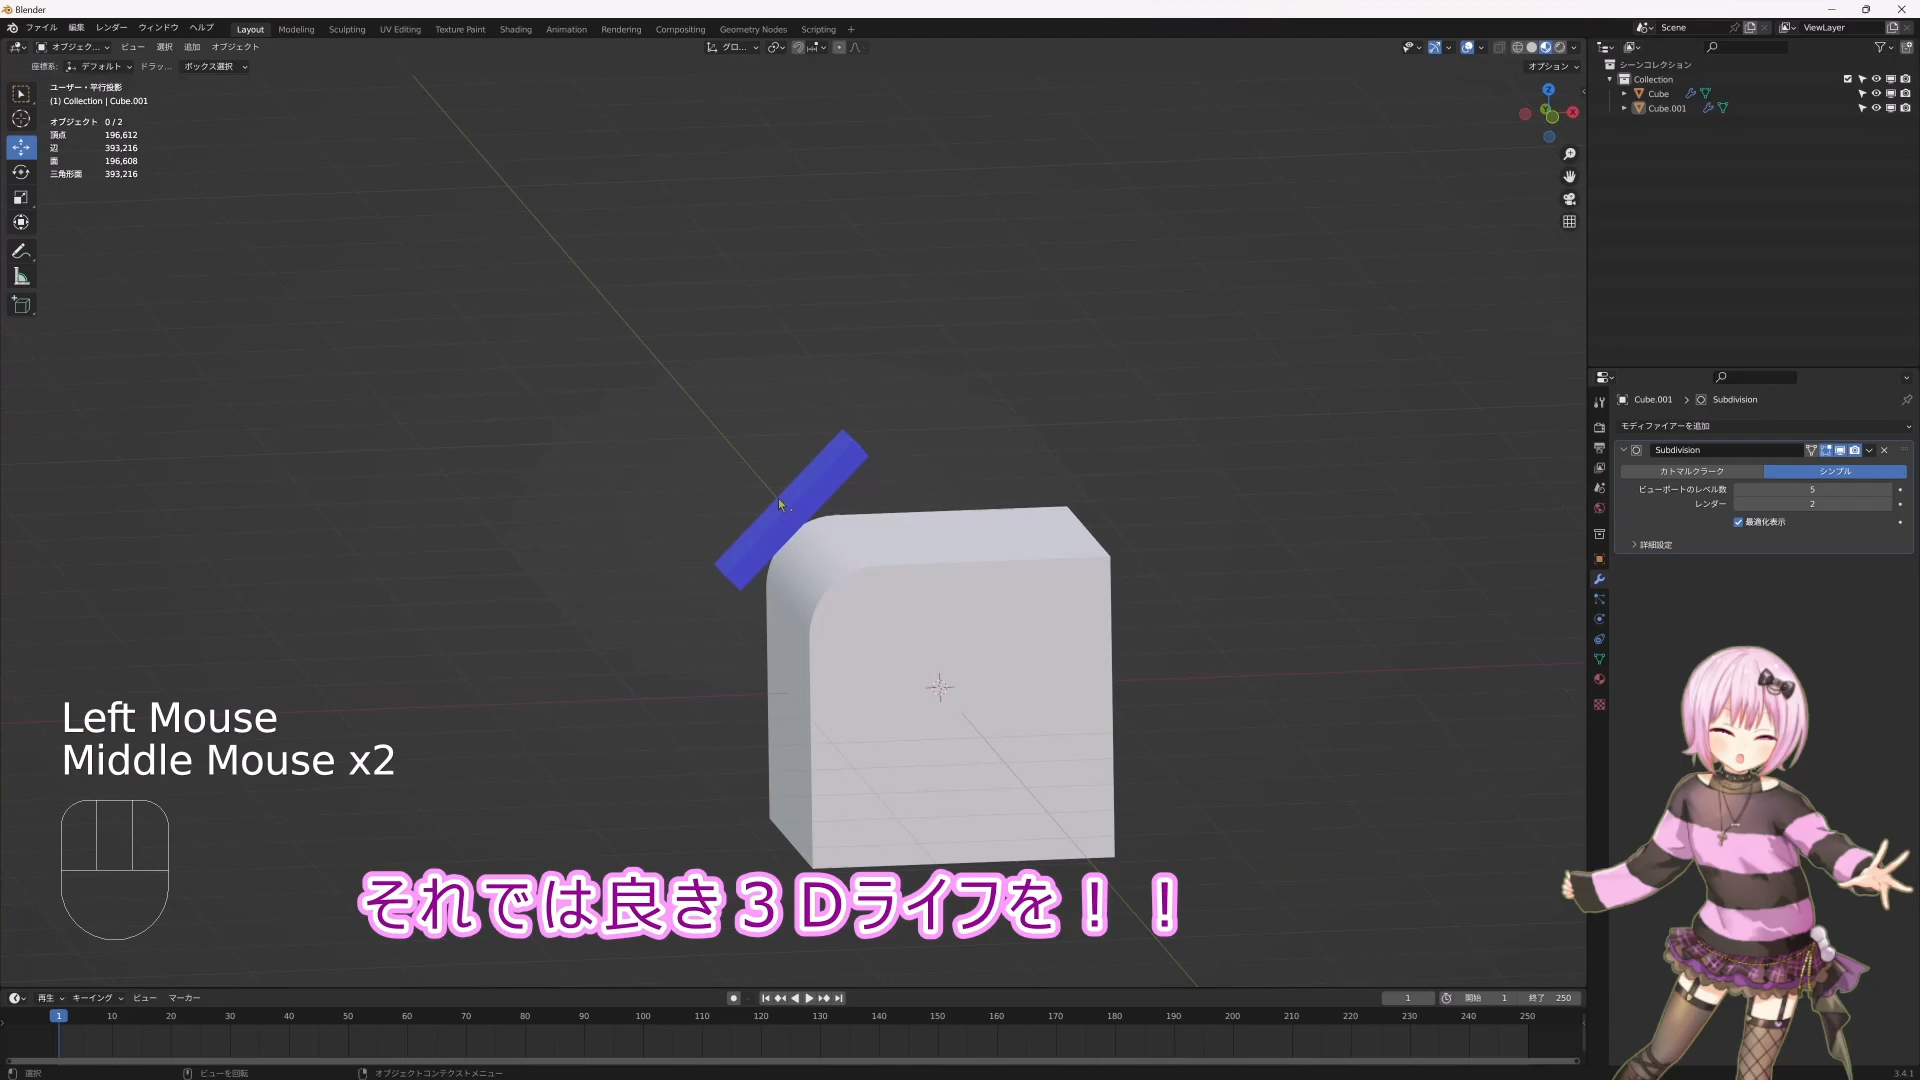 Blender
ファイル 編集 レンダー ウィンドウ ヘルプ Layout Modeling Sculpting UV Editing Texture Paint Shading Animation Rendering Compositing Geometry Nodes Scripting + Scene ViewLayer
オブジェク... ビュー 選択 追加 オブジェクト グロ...
座標系: デフォルト ドラッ... ボックス選択 オプション
ユーザー・平行投影
(1) Collection | Cube.001
オブジェクト 0 / 2
頂点 196,612
辺 393,216
面 196,608
三角形面 393,216
Z
Y
X
シーンコレクション
Collection
Cube
Cube.001
Cube.001 > Subdivision
モディファイアーを追加
Subdivision
カトマルクラーク シンプル
ビューポートのレベル数 5
レンダー 2
最適化表示
詳細設定
Left Mouse
Middle Mouse x2
それでは良き３Ｄライフを！！
再生 キーイング ビュー マーカー 1 開始 1 終了 250
1 10 20 30 40 50 60 70 80 90 100 110 120 130 140 150 160 170 180 190 200 210 220 230 240 250
選択 ビューを回転 オブジェクトコンテクストメニュー 3.4.1